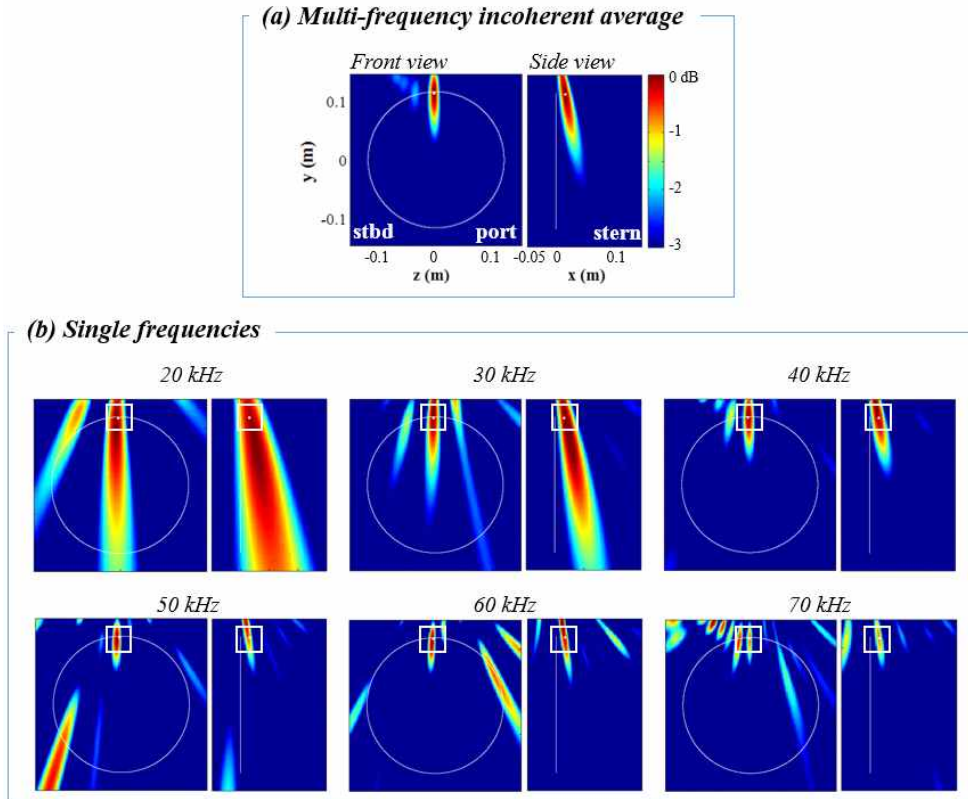 (a) Multi-frequency incoherent average
Front view Side view
0 dB
-1
-2
-3
y (m)
0.1
0
-0.1
stbd port stern
-0.1 0 0.1 -0.05 0 0.1
z (m) x (m)
(b) Single frequencies
20 kHz 30 kHz 40 kHz
50 kHz 60 kHz 70 kHz